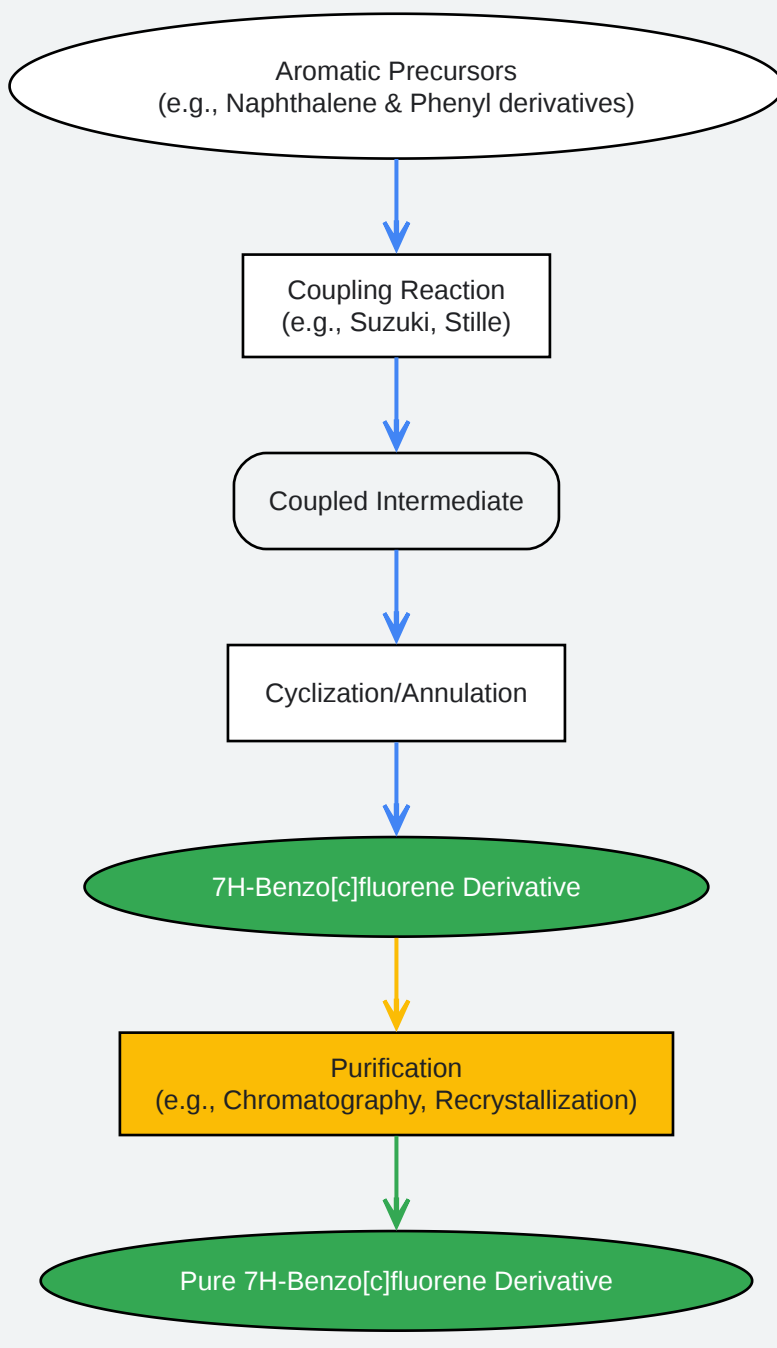 Aromatic Precursors
(e.g., Naphthalene & Phenyl derivatives)
Coupling Reaction
(e.g., Suzuki, Stille)
Coupled Intermediate
Cyclization/Annulation
7H-Benzo[c]fluorene Derivative
Purification
(e.g., Chromatography, Recrystallization)
Pure 7H-Benzo[c]fluorene Derivative